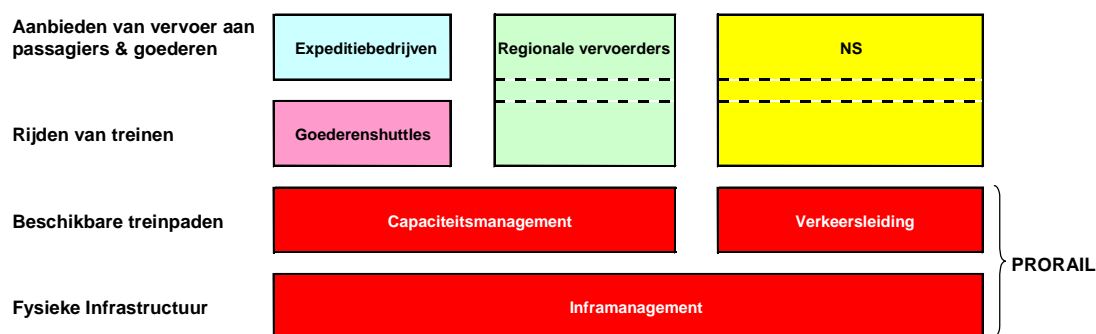 Aanbieden van vervoer aan
passagiers & goederen
Expeditiebedrijven
Regionale vervoerders
NS
Rijden van treinen
Goederenshuttles
Beschikbare treinpaden
Capaciteitsmanagement
Verkeersleiding
PRORAIL
Fysieke Infrastructuur
Inframanagement